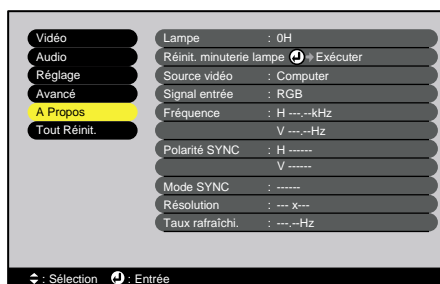 Vidéo
Audio
Réglage
Avancé
A Propos
Tout Réinit.
Lampe : 0H
Réinit. minuterie lampe Exécuter
Source vidéo : Computer
Signal entrée : RGB
Fréquence : H ---.--kHz
V ---.--Hz
Polarité SYNC : H ------
V ------
Mode SYNC : ------
Résolution : --- x---
Taux rafraîchi. : ---.--Hz
: Sélection : Entrée